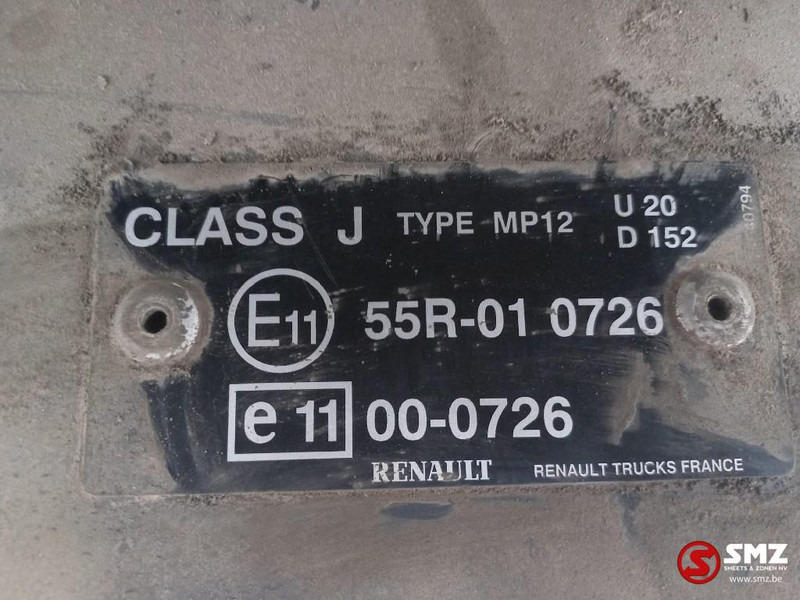 CLASS J TYPE MP12 U 20
D 152
E11 55R-01 0726
e 11 00-0726
RENAULT RENAULT TRUCKS FRANCE
SMZ
SHEETS & ZONEN NV
www.smz.be